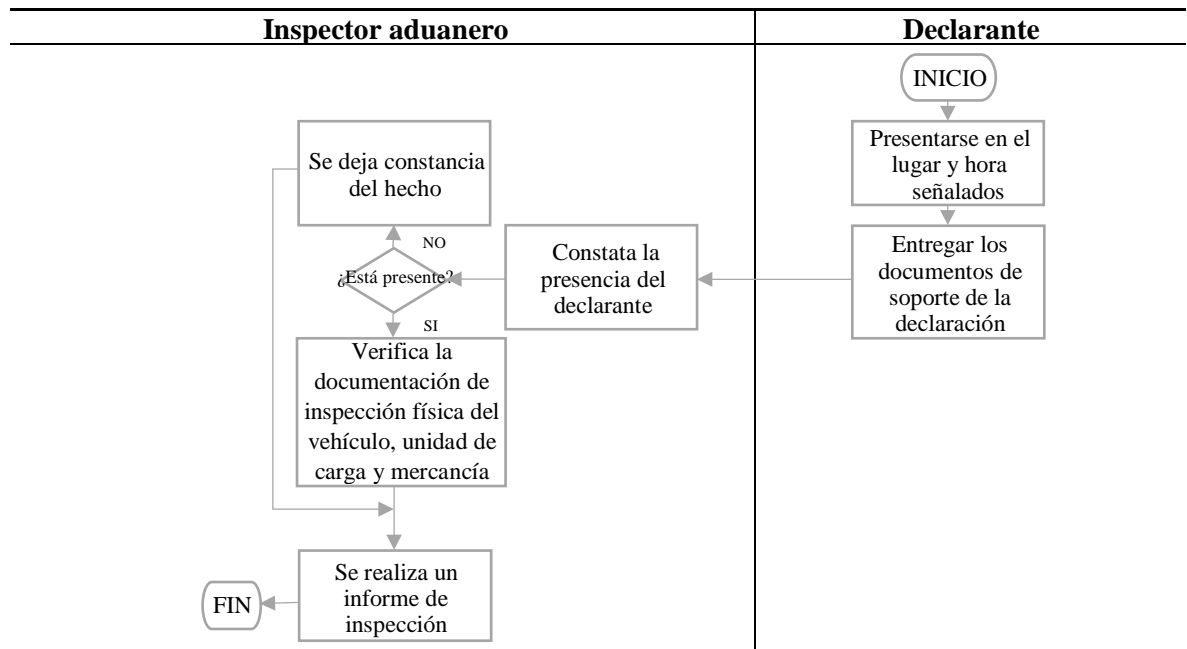 Inspector aduanero
Declarante
INICIO
Presentarse en el
lugar y hora
señalados
Entregar los
documentos de
soporte de la
declaración
Constata la
presencia del
declarante
¿Está presente?
NO
Se deja constancia
del hecho
SI
Verifica la
documentación de
inspección física del
vehículo, unidad de
carga y mercancía
Se realiza un
informe de
inspección
FIN